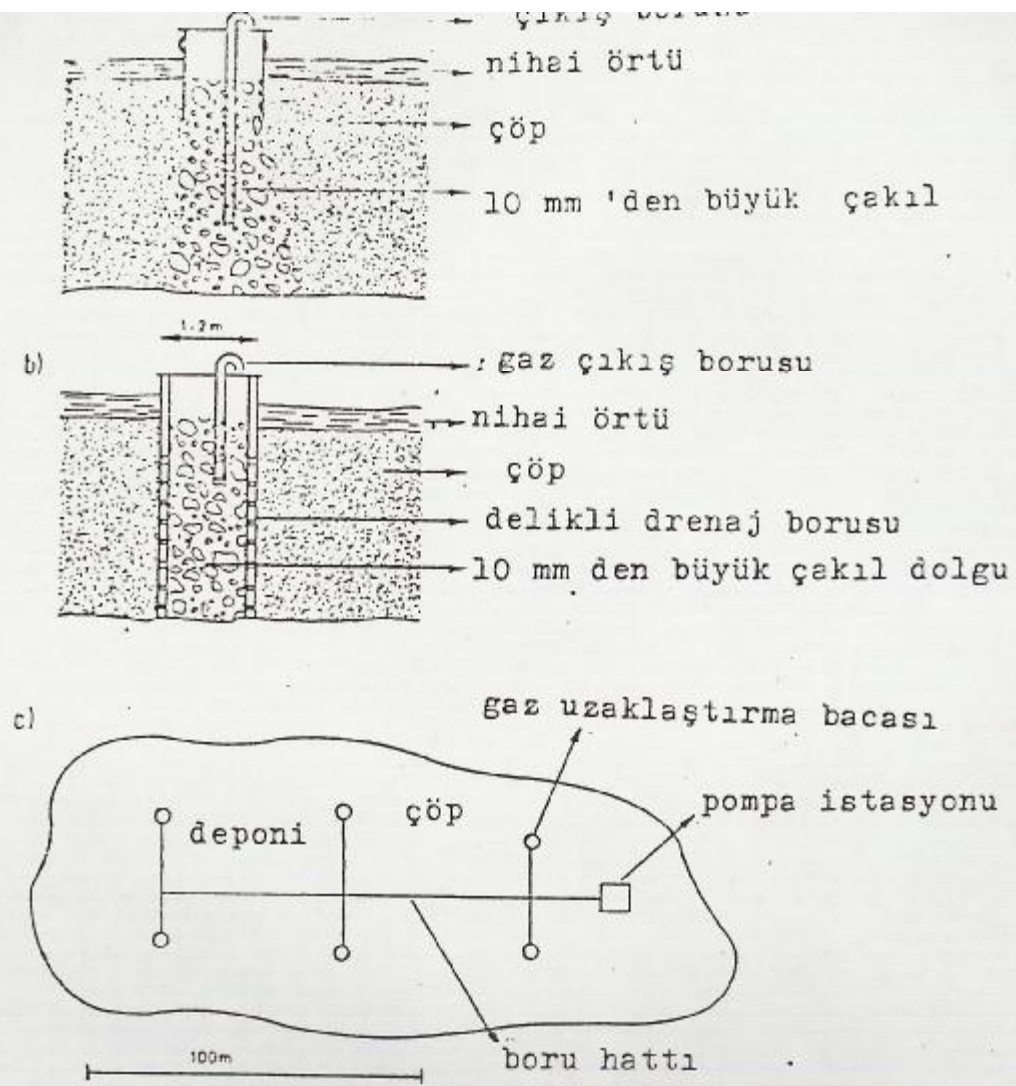 nihai örtü
çöp
10 mm 'den büyük çakıl
1.2m
b)
: gaz çıkış borusu
nihai örtü
çöp
delikli drenaj borusu
10 mm den büyük çakıl dolgu
c)
gaz uzaklaştırma bacası
pompa istasyonu
çöp
deponi
boru hattı
100m